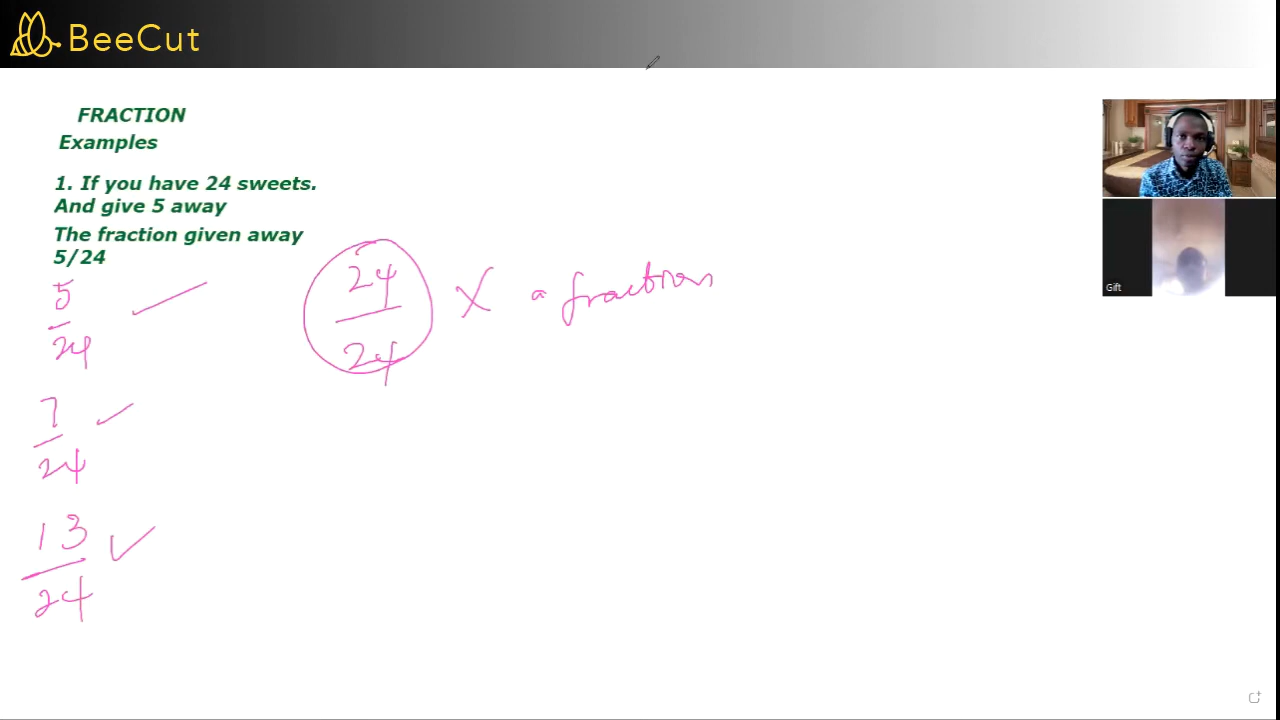 BeeCut
FRACTION
Examples
1. If you have 24 sweets.
And give 5 away
The fraction given away
5/24
5
24
24
24
X a fraction
7
24
13
24
Gift